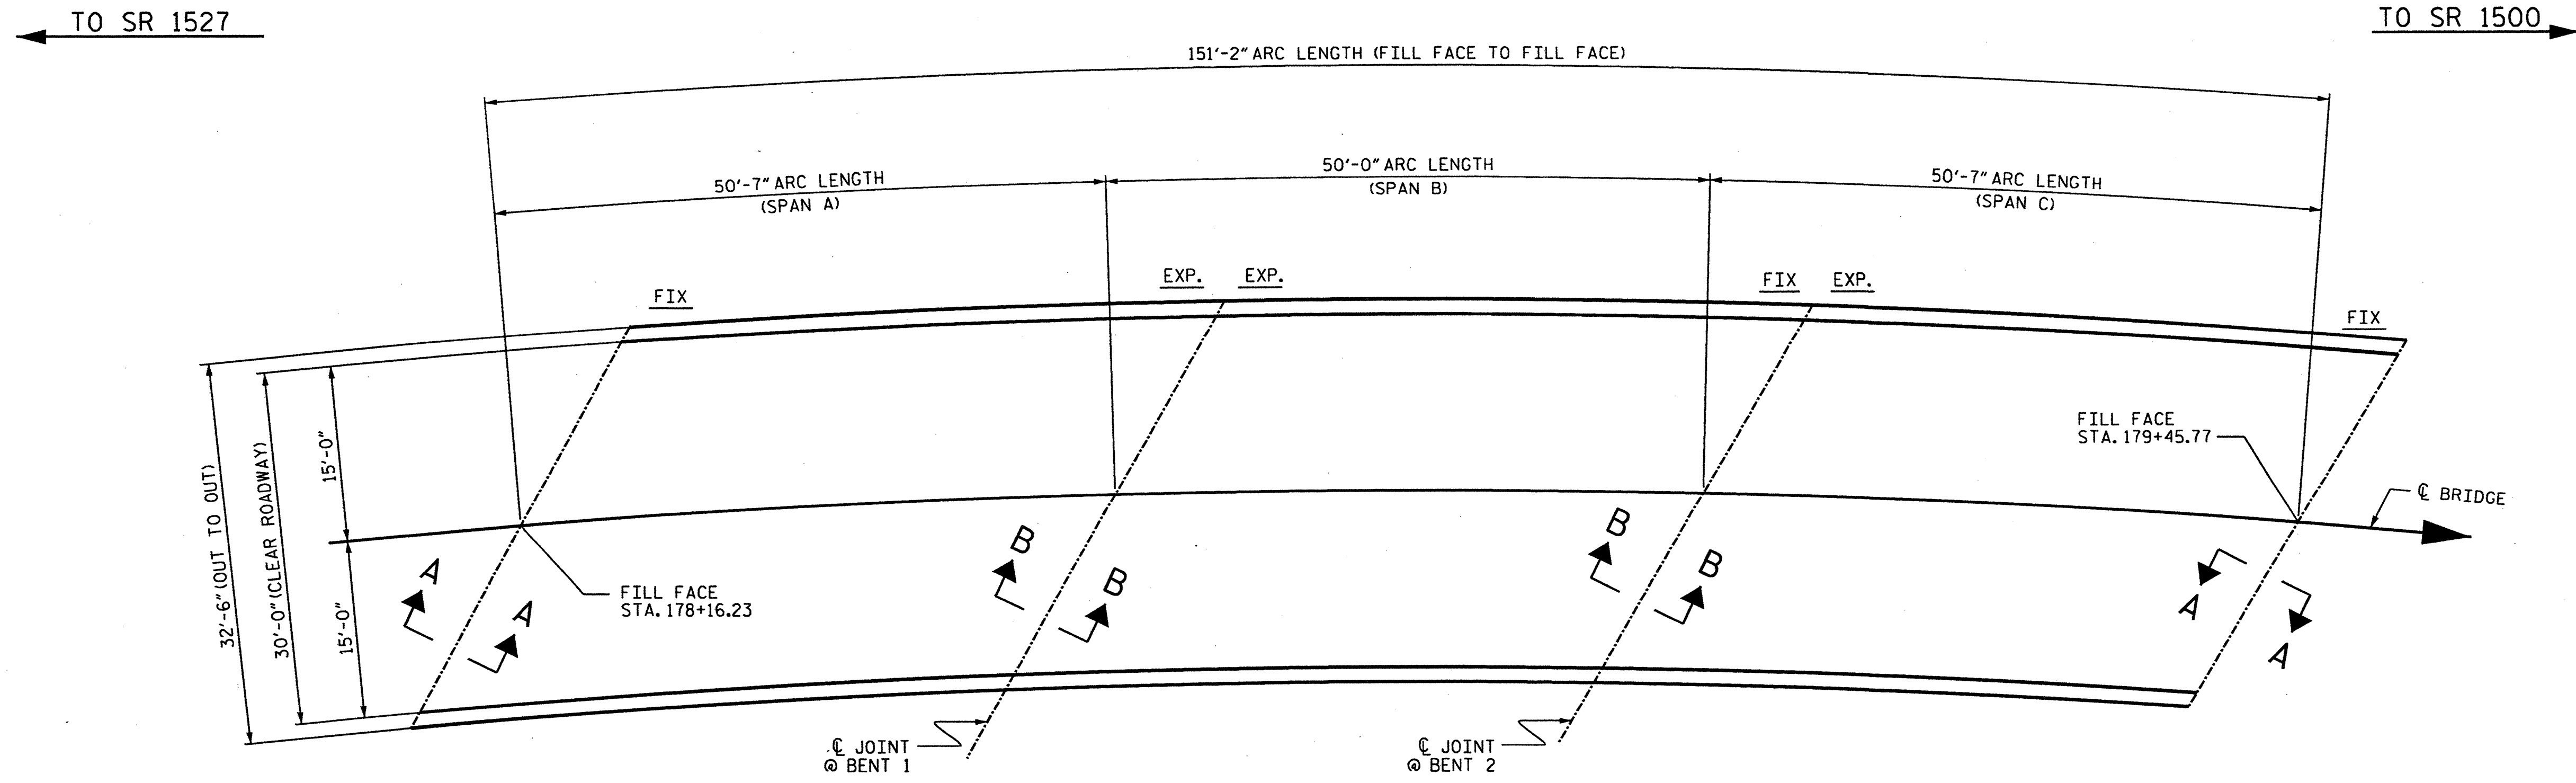 TO SR 1527
TO SR 1500
151'-2" ARC LENGTH (FILL FACE TO FILL FACE)
50'-7" ARC LENGTH
(SPAN A)
50'-0" ARC LENGTH
(SPAN B)
50'-7" ARC LENGTH
(SPAN C)
FIX
EXP.
EXP.
FIX
EXP.
FIX
32'-6" (OUT TO OUT)
30'-0" (CLEAR ROADWAY)
15'-0"
15'-0"
FILL FACE
STA. 179+45.77
℄ BRIDGE
FILL FACE
STA. 178+16.23
A
A
B
B
B
B
A
A
℄ JOINT
@ BENT 1
℄ JOINT
@ BENT 2